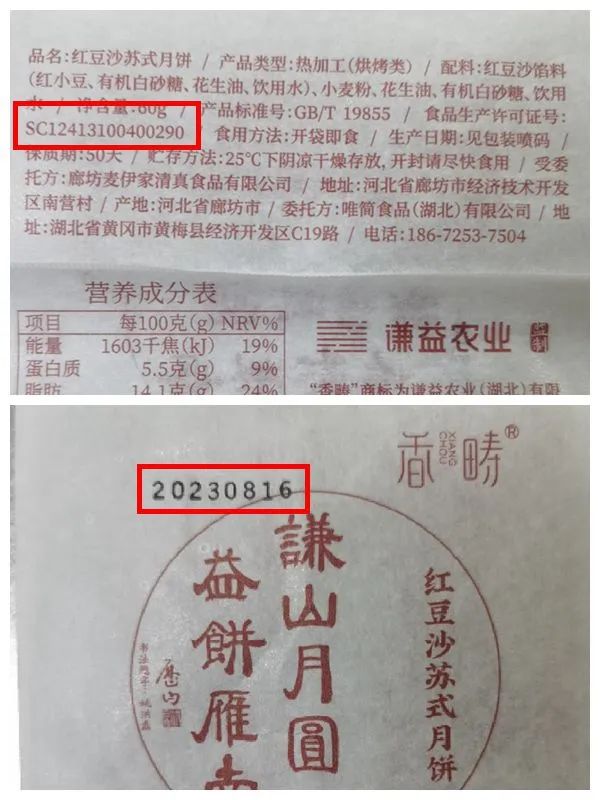 品名:红豆沙苏式月饼 / 产品类型:热加工(烘烤类) / 配料:红豆沙馅料
(红小豆、有机白砂糖、花生油、饮用水)、小麦粉、花生油、有机白砂糖、饮用
水 / 净含量:60g / 产品标准号:GB/T 19855 / 食品生产许可证号:
SC12413100400290 / 食用方法:开袋即食 / 生产日期:见包装喷码 /
保质期:50天 / 贮存方法:25℃下阴凉干燥存放,开封请尽快食用 / 受委
托方:廊坊麦伊家清真食品有限公司 / 地址:河北省廊坊市经济技术开发
区南营村 / 产地:河北省廊坊市 / 委托方:唯简食品(湖北)有限公司 / 地
址:湖北省黄冈市黄梅县经济开发区C19路 / 电话:186-7253-7504
营养成分表
项目 每100克(g) NRV%
能量 1603千焦(kJ) 19%
蛋白质 5.5克(g) 9%
脂肪 14.1克(g) 24%
谦益农业 监制
“香畴”商标为谦益农业(湖北)有限
香畴®
XIANG CHOU
20230816
謙山月圓
益餅雁
红豆沙苏式月饼